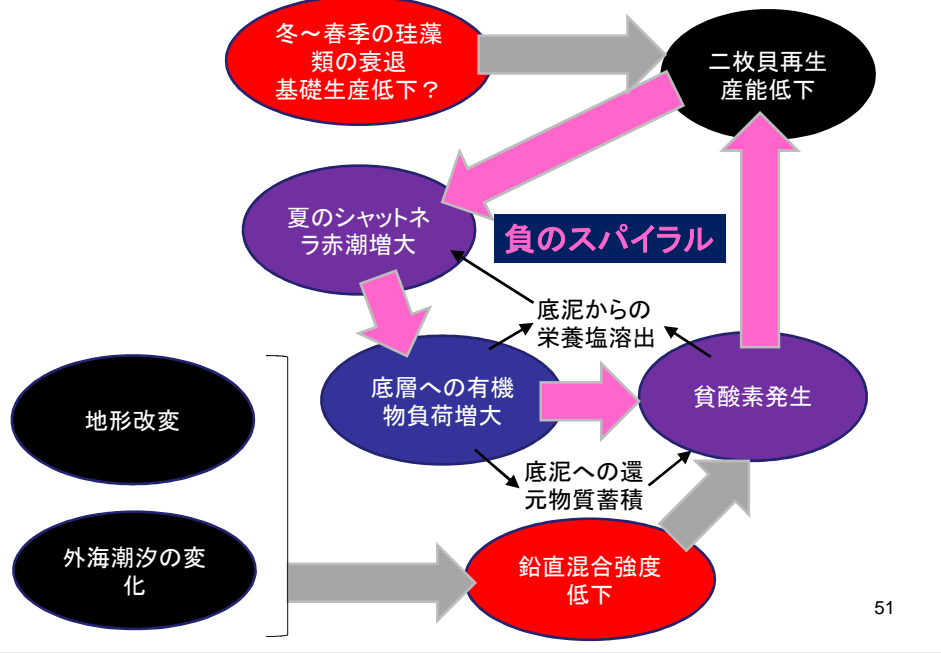 冬～春季の珪藻
類の衰退
基礎生産低下？
二枚貝再生
産能低下
夏のシャットネ
ラ赤潮増大
負のスパイラル
底泥からの
栄養塩溶出
底層への有機
物負荷増大
貧酸素発生
地形改変
底泥への還
元物質蓄積
外海潮汐の変
化
鉛直混合強度
低下
51